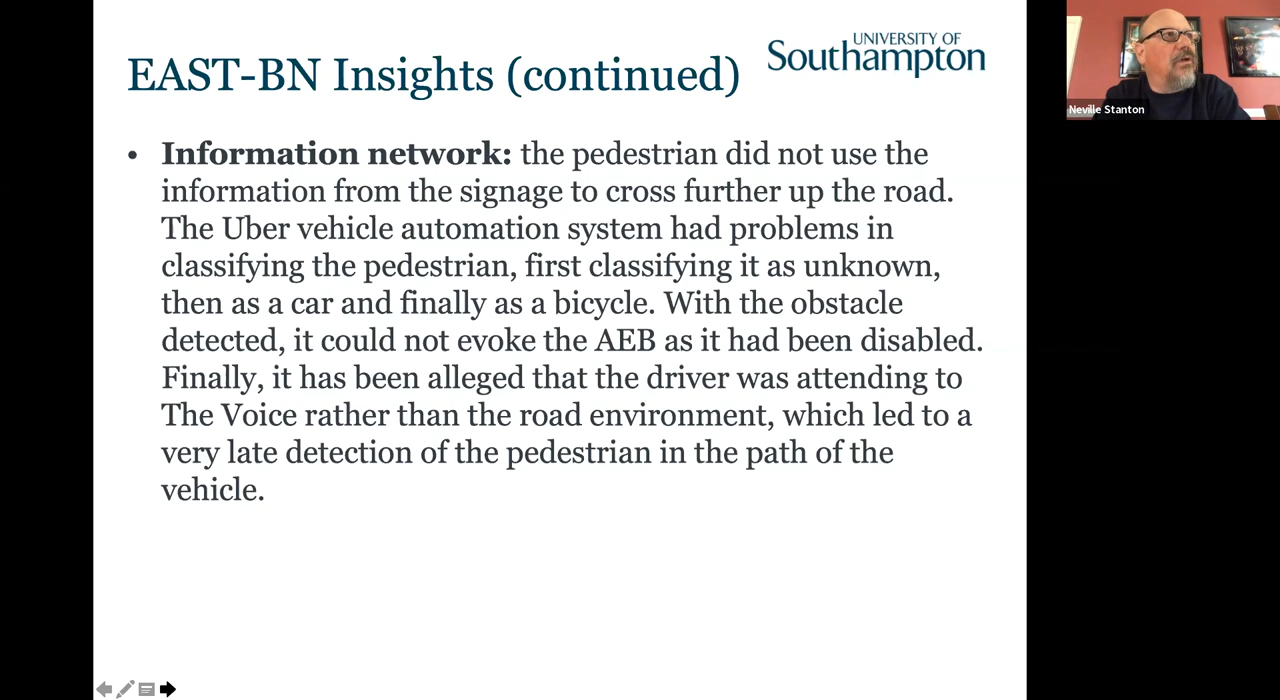 EAST-BN Insights (continued)
UNIVERSITY OF
Southampton
Neville Stanton
• Information network: the pedestrian did not use the
information from the signage to cross further up the road.
The Uber vehicle automation system had problems in
classifying the pedestrian, first classifying it as unknown,
then as a car and finally as a bicycle. With the obstacle
detected, it could not evoke the AEB as it had been disabled.
Finally, it has been alleged that the driver was attending to
The Voice rather than the road environment, which led to a
very late detection of the pedestrian in the path of the
vehicle.